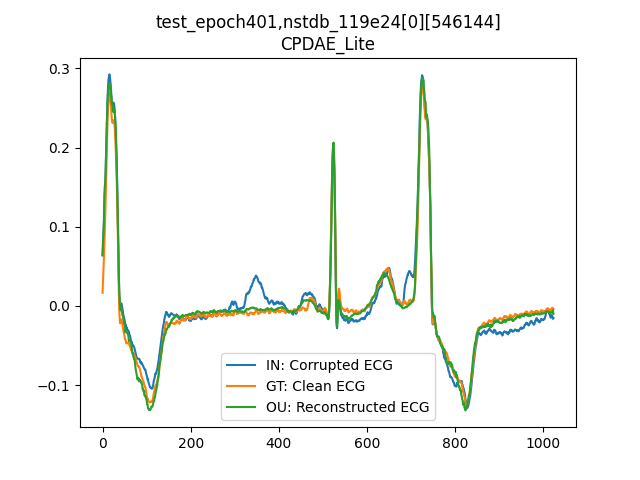 test_epoch401,nstdb_119e24[0][546144]
CPDAE_Lite
0.3
0.2
0.1
0.0
−0.1
IN: Corrupted ECG
GT: Clean ECG
OU: Reconstructed ECG
0
200
400
600
800
1000